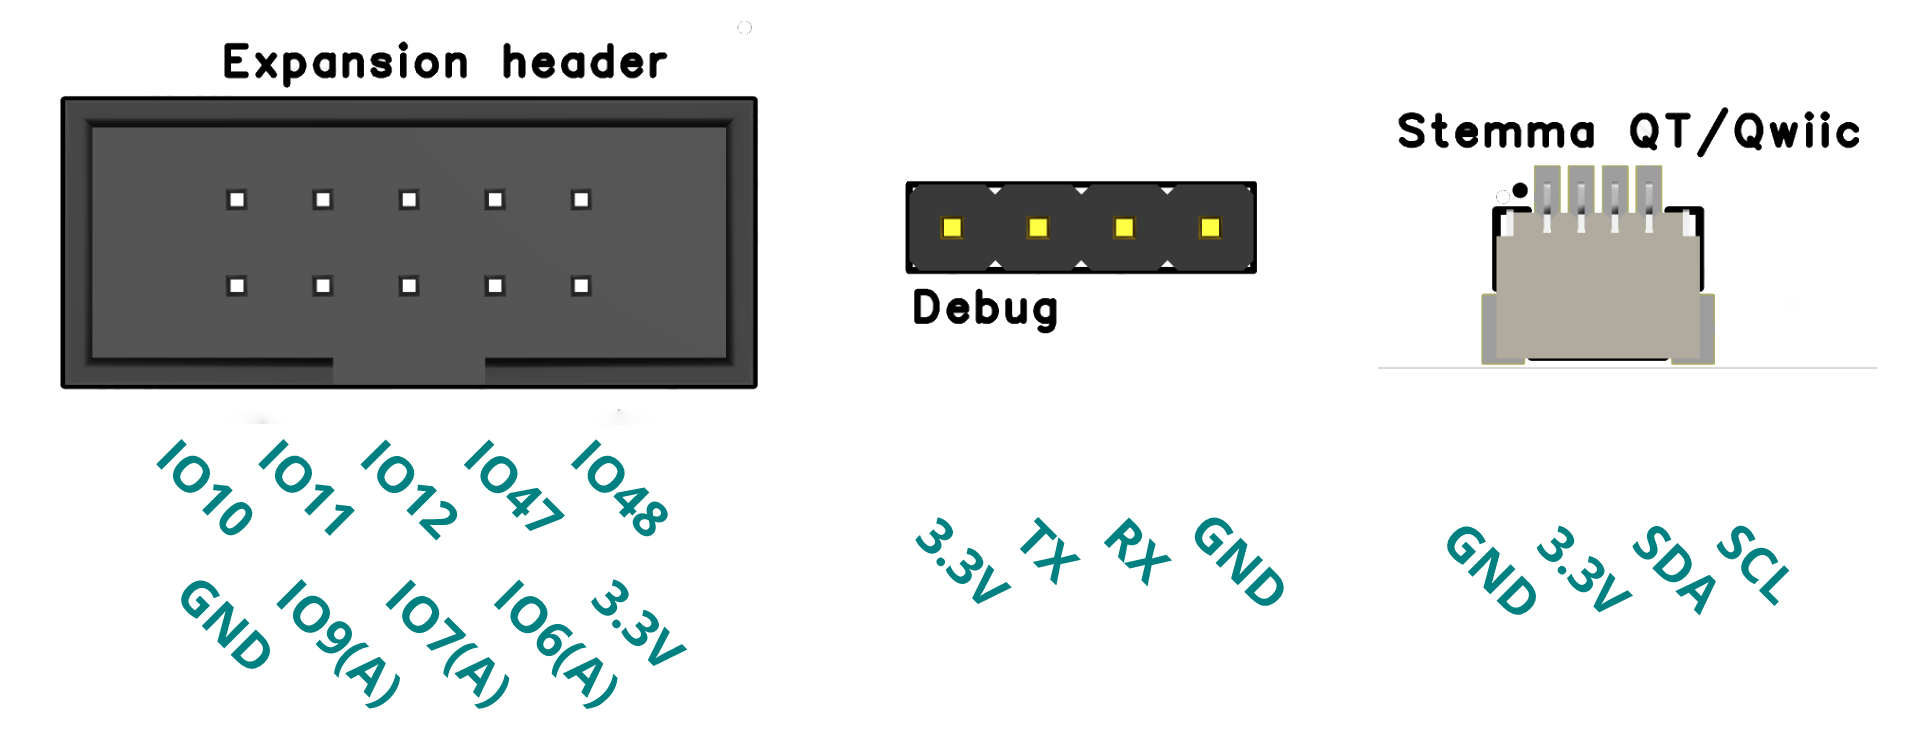 Expansion header
Stemma QT/Qwiic
Debug
IO10 IO11 IO12 IO47 IO48
GND IO9(A) IO7(A) IO6(A) 3.3V
3.3V TX RX GND
GND 3.3V SDA SCL